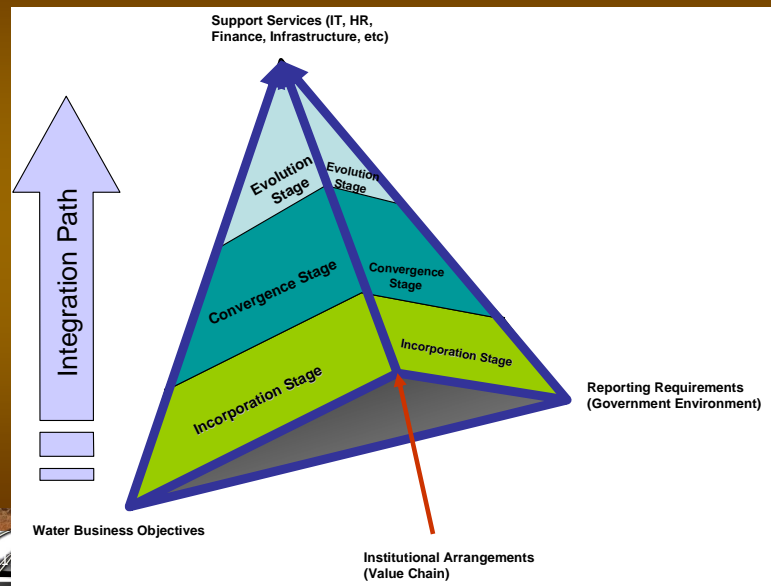 Support Services (IT, HR,
Finance, Infrastructure, etc)
Integration Path
Evolution
Stage
Evolution
Stage
Convergence Stage
Convergence
Stage
Incorporation Stage
Incorporation Stage
Reporting Requirements
(Government Environment)
Water Business Objectives
Institutional Arrangements
(Value Chain)